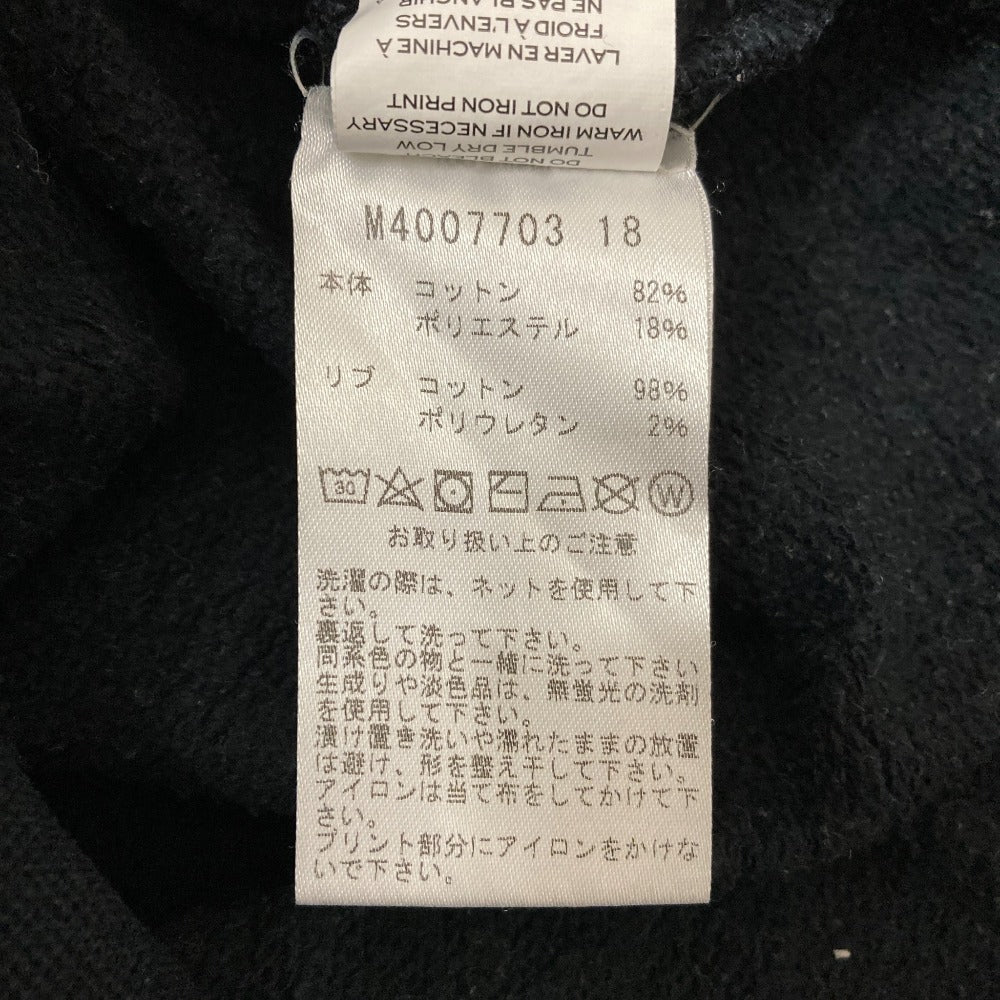 NE PAS BLANCHIR
FROID À L'ENVERS
LAVER EN MACHINE À
DO NOT IRON PRINT
WARM IRON IF NECESSARY
TUMBLE DRY LOW
DO NOT BLEACH
M4007703 18
本体 コットン 82%
ポリエステル 18%
リブ コットン 98%
ポリウレタン 2%
30 W
お取り扱い上のご注意
洗濯の際は、ネットを使用して下
さい。
裏返して洗って下さい。
同系色の物と一緒に洗って下さい
生成りや淡色品は、無蛍光の洗剤
を使用して下さい。
漬け置き洗いや濡れたままの放置
は避け、形を整え干して下さい。
アイロンは当て布をしてかけて下
さい。
プリント部分にアイロンをかけな
いで下さい。